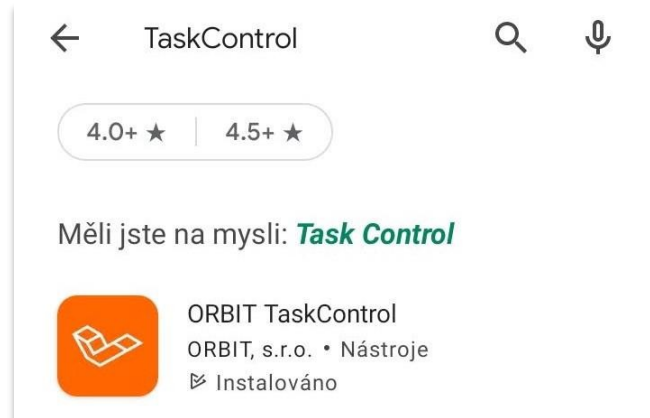 TaskControl
4.0+ ★ | 4.5+ ★
Měli jste na mysli: Task Control
ORBIT TaskControl
ORBIT, s.r.o. • Nástroje
Instalováno